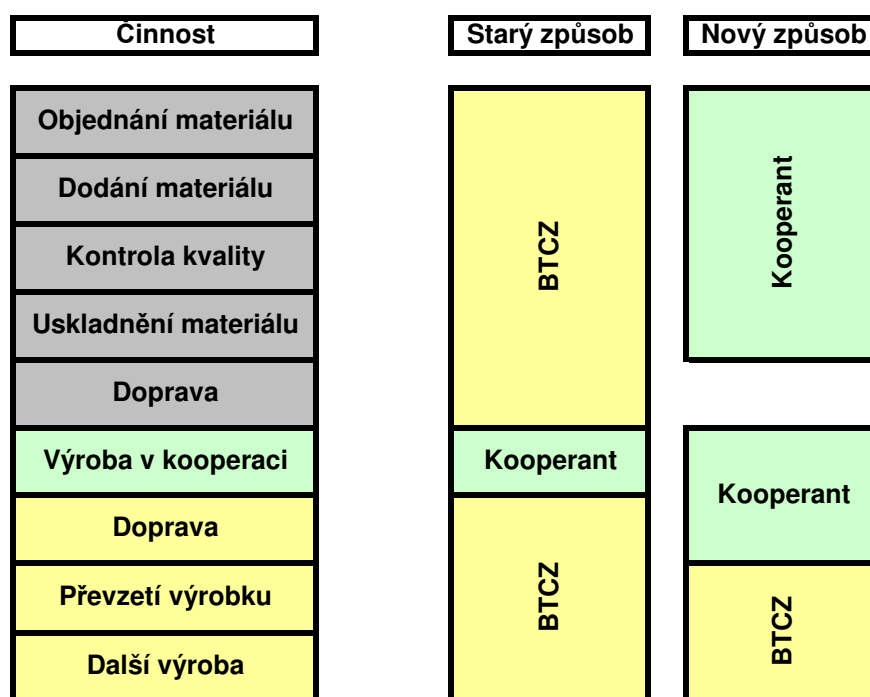 Činnost
Starý způsob
Nový způsob
Objednání materiálu
Dodání materiálu
Kontrola kvality
Uskladnění materiálu
Doprava
Výroba v kooperaci
Doprava
Převzetí výrobku
Další výroba
BTCZ
Kooperant
BTCZ
Kooperant
Kooperant
BTCZ